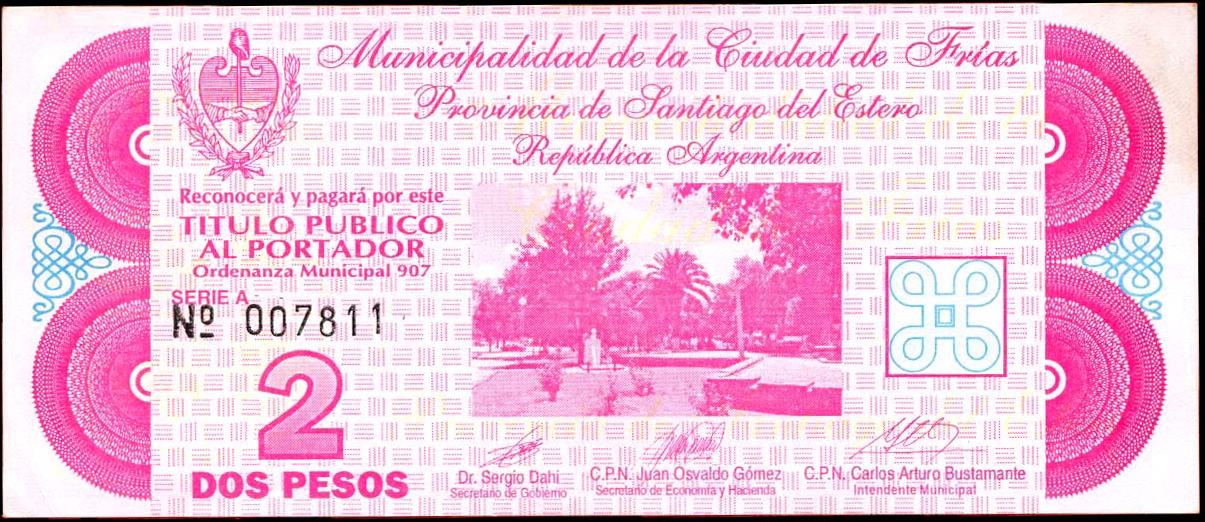 Municipalidad de la Ciudad de Frías
Provincia de Santiago del Estero
República Argentina
Reconocerá y pagará por este
TITULO PUBLICO
AL PORTADOR
Ordenanza Municipal 907
SERIE A
Nº 007811
2
DOS PESOS
Dr. Sergio Dahi
Secretario de Gobierno
C.P.N. Juan Osvaldo Gómez
Secretario de Economía y Hacienda
C.P.N. Carlos Arturo Bustamante
Intendente Municipal